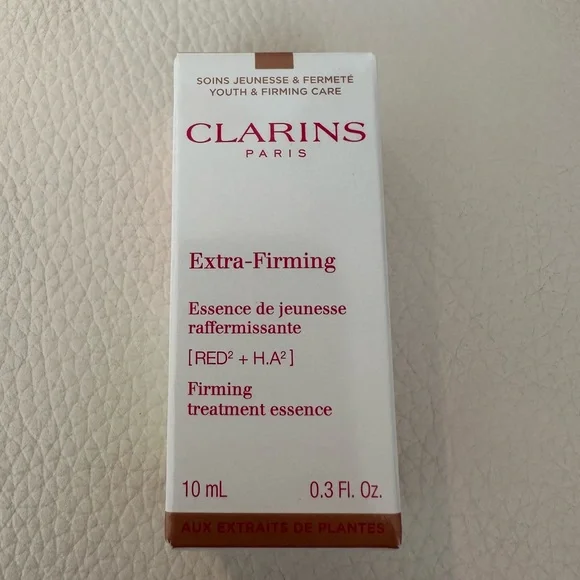 SOINS JEUNESSE & FERMETÉ
YOUTH & FIRMING CARE
CLARINS
PARIS
Extra-Firming
Essence de jeunesse
raffermissante
[RED² + H.A²]
Firming
treatment essence
10 mL 0.3 Fl. Oz.
AUX EXTRAITS DE PLANTES